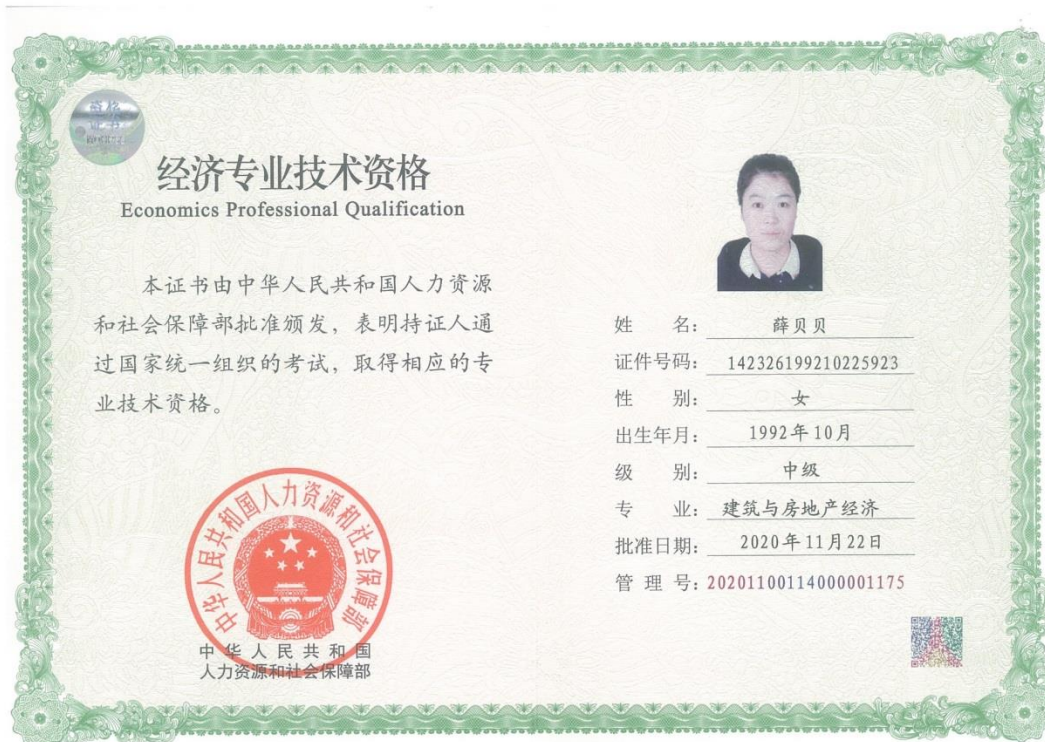 经济专业技术资格
Economics Professional Qualification
本证书由中华人民共和国人力资源
和社会保障部批准颁发，表明持证人通
过国家统一组织的考试，取得相应的专
业技术资格。
中华人民共和国人力资源和社会保障部
中华人民共和国
人力资源和社会保障部
姓 名：薛贝贝
证件号码：142326199210225923
性 别：女
出生年月：1992年10月
级 别：中级
专 业：建筑与房地产经济
批准日期：2020年11月22日
管 理 号：20201100114000001175